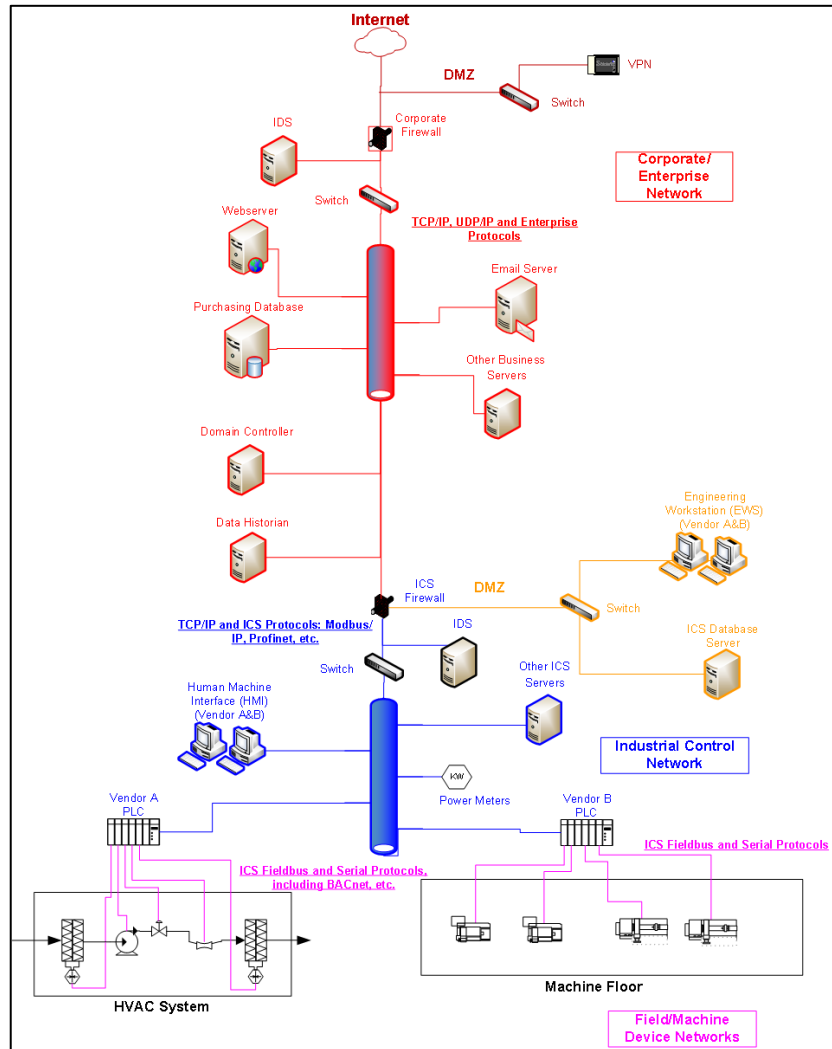 Internet
DMZ
VPN
Switch
Corporate
Firewall
IDS
Corporate/
Enterprise
Network
Switch
TCP/IP, UDP/IP and Enterprise
Protocols
Webserver
Email Server
Purchasing Database
Other Business
Servers
Domain Controller
Engineering
Workstation (EWS)
(Vendor A&B)
Data Historian
ICS
Firewall
DMZ
Switch
TCP/IP and ICS Protocols: Modbus/
IP, Profinet, etc.
IDS
ICS Database
Server
Switch
Other ICS
Servers
Human Machine
Interface (HMI)
(Vendor A&B)
Industrial Control
Network
KW
Power Meters
Vendor A
PLC
Vendor B
PLC
ICS Fieldbus and Serial Protocols
ICS Fieldbus and Serial Protocols,
including BACnet, etc.
Machine Floor
HVAC System
Field/Machine
Device Networks